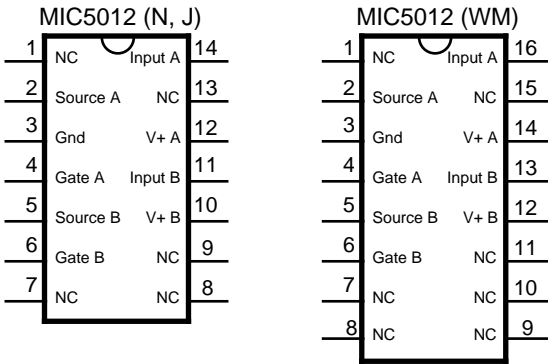 MIC5012 (N, J)
1 NC Input A 14
2 Source A NC 13
3 Gnd V+ A 12
4 Gate A Input B 11
5 Source B V+ B 10
6 Gate B NC 9
7 NC NC 8
MIC5012 (WM)
1 NC Input A 16
2 Source A NC 15
3 Gnd V+ A 14
4 Gate A Input B 13
5 Source B V+ B 12
6 Gate B NC 11
7 NC NC 10
8 NC NC 9